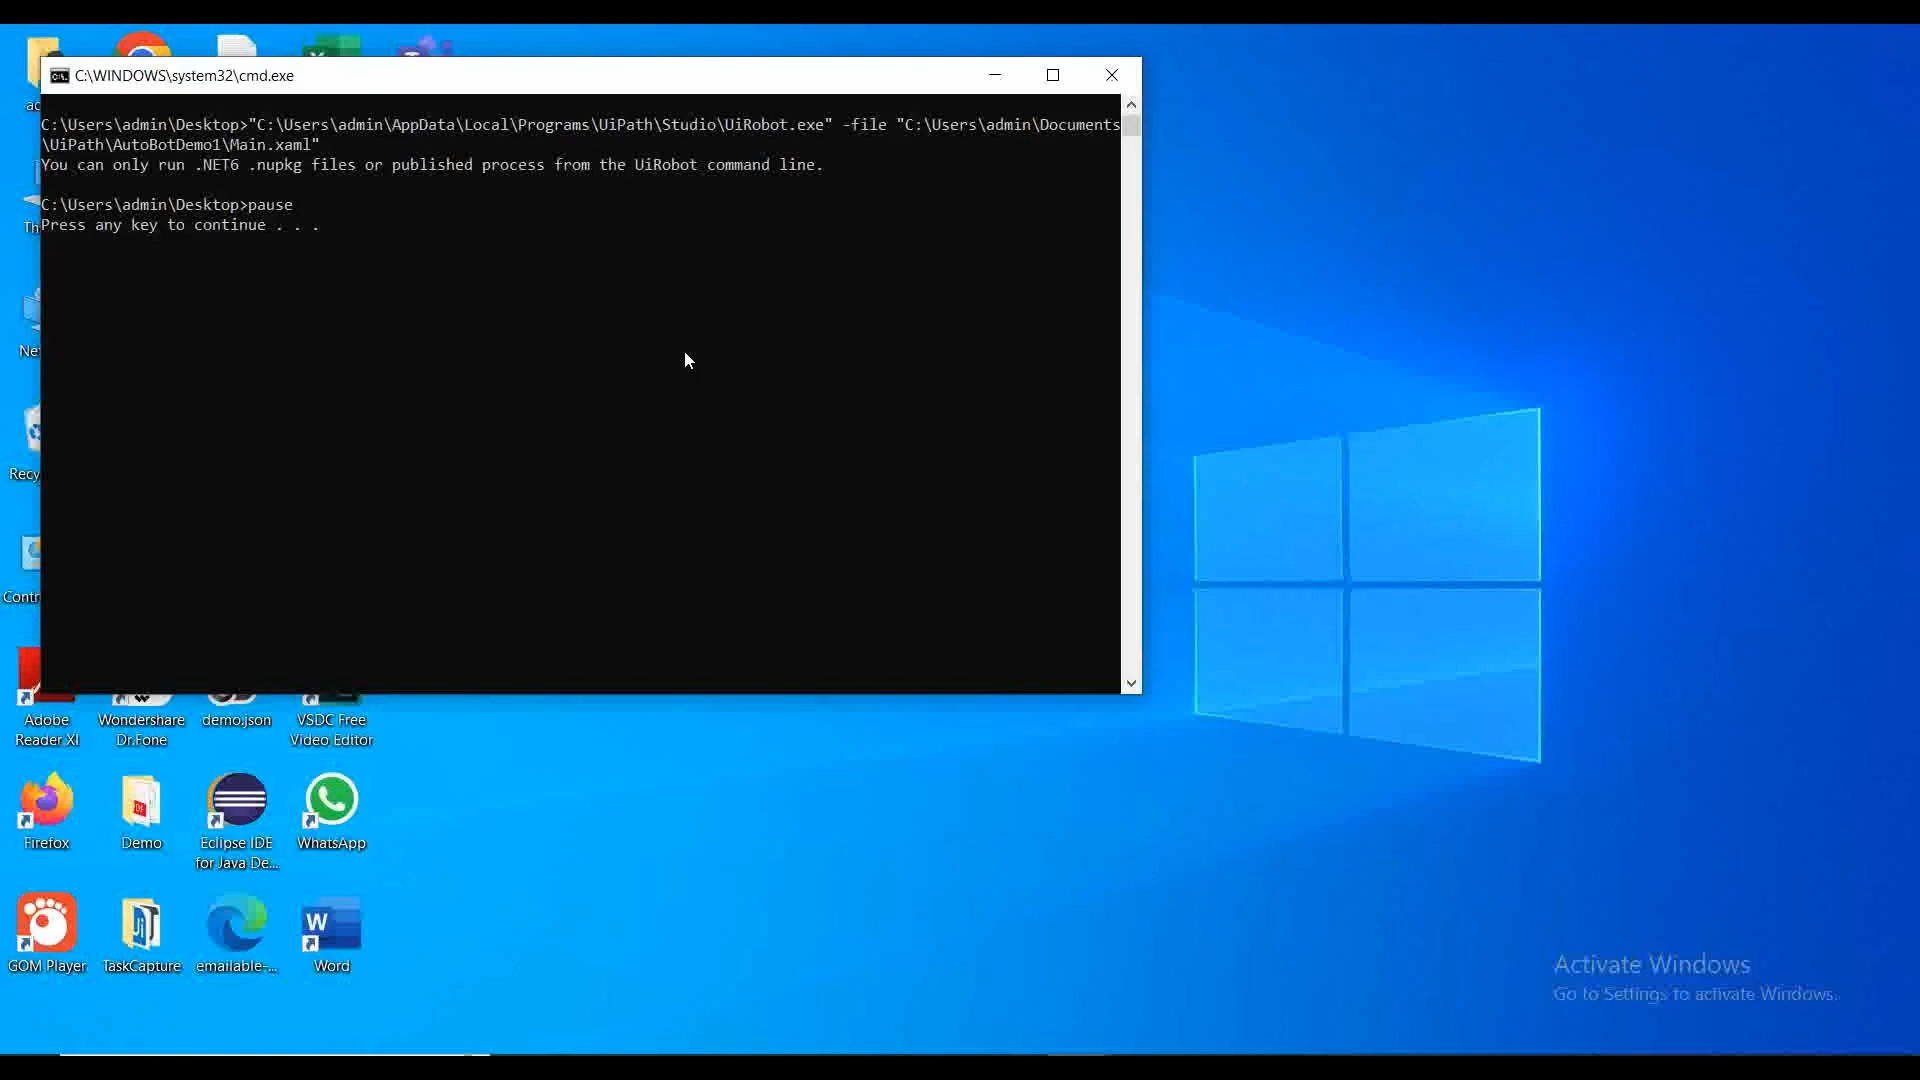 C:\WINDOWS\system32\cmd.exe
C:\Users\admin\Desktop>"C:\Users\admin\AppData\Local\Programs\UiPath\Studio\UiRobot.exe" -file "C:\Users\admin\Documents
\UiPath\AutoBotDemo1\Main.xaml"
You can only run .NET6 .nupkg files or published process from the UiRobot command line.
C:\Users\admin\Desktop>pause
Press any key to continue . . .
Adobe
Reader XI
Wondershare
Dr.Fone
demo.json
VSDC Free
Video Editor
Firefox
Demo
Eclipse IDE
for Java De...
WhatsApp
GOM Player
TaskCapture
emailable-...
Word
Activate Windows
Go to Settings to activate Windows.